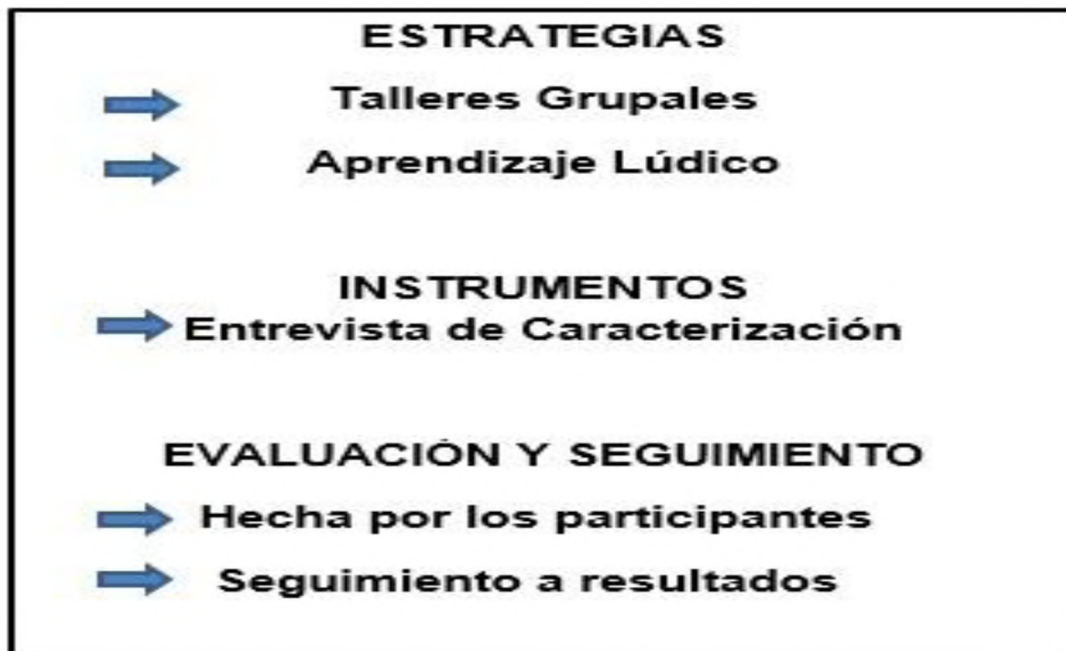 ESTRATEGIAS
Talleres Grupales
Aprendizaje Lúdico
INSTRUMENTOS
Entrevista de Caracterización
EVALUACIÓN Y SEGUIMIENTO
Hecha por los participantes
Seguimiento a resultados